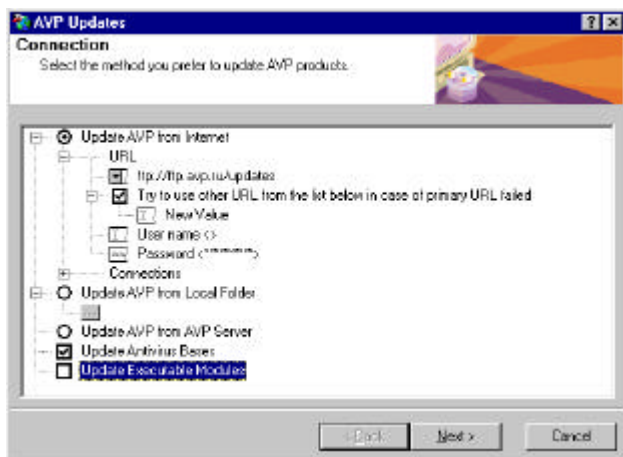 AVP Updates
Connection
Select the method you prefer to update AVP products.
Update AVP from Internet
URL
ftp://ftp.avp.ru/updates
Try to use other URL from the list below in case of primary URL failed
New Value
User name <>
Password <**********>
Connections
Update AVP from Local Folder
Update AVP from AVP Server
Update Antivirus Bases
Update Executable Modules
< Back
Next >
Cancel